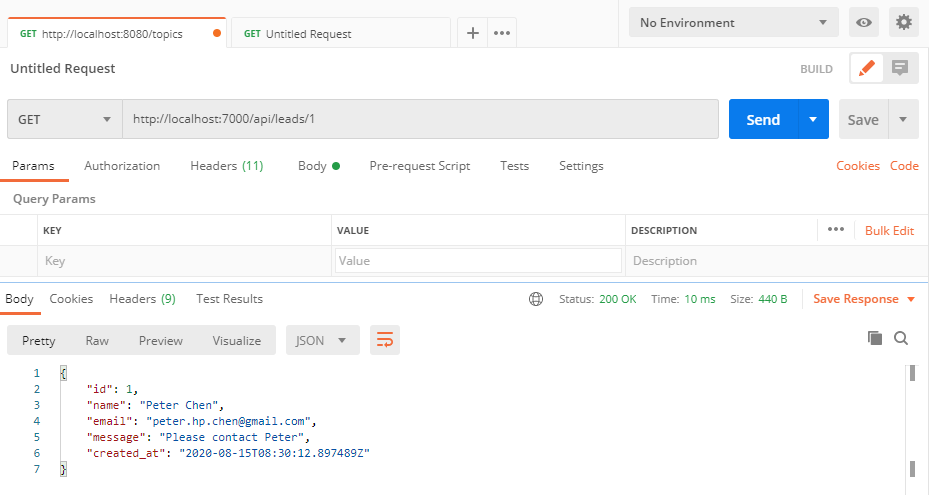 GET http://localhost:8080/topics GET Untitled Request + ••• No Environment
Untitled Request BUILD
GET http://localhost:7000/api/leads/1 Send Save
Params Authorization Headers (11) Body Pre-request Script Tests Settings Cookies Code
Query Params
KEY VALUE DESCRIPTION ••• Bulk Edit
Key Value Description
Body Cookies Headers (9) Test Results Status: 200 OK Time: 10 ms Size: 440 B Save Response
Pretty Raw Preview Visualize JSON
1 {
2 "id": 1,
3 "name": "Peter Chen",
4 "email": "peter.hp.chen@gmail.com",
5 "message": "Please contact Peter",
6 "created_at": "2020-08-15T08:30:12.897489Z"
7 }